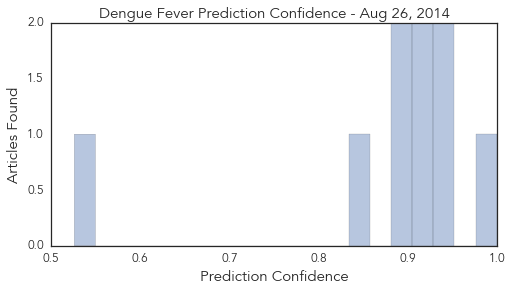 Dengue Fever Prediction Confidence - Aug 26, 2014
2.0
1.5
1.0
0.5
0.0
Articles Found
0.5 0.6 0.7 0.8 0.9 1.0
Prediction Confidence